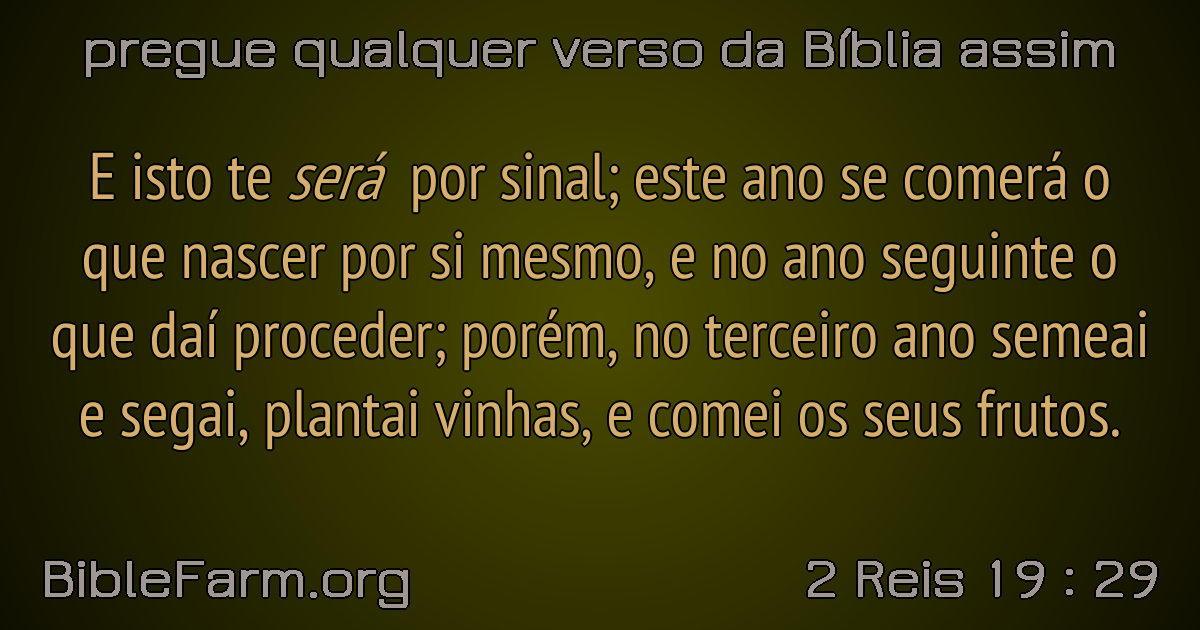 pregue qualquer verso da Bíblia assim
E isto te será por sinal; este ano se comerá o
que nascer por si mesmo, e no ano seguinte o
que daí proceder; porém, no terceiro ano semeai
e segai, plantai vinhas, e comei os seus frutos.
BibleFarm.org
2 Reis 19 : 29